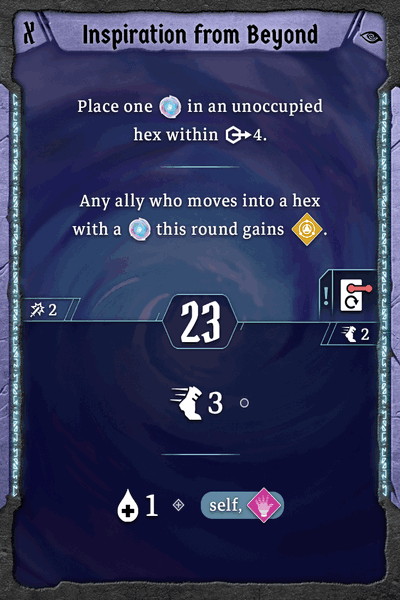 X Inspiration from Beyond
Place one in an unoccupied
hex within 4.
Any ally who moves into a hex
with a this round gains .
2
!
23
2
3
1 self,